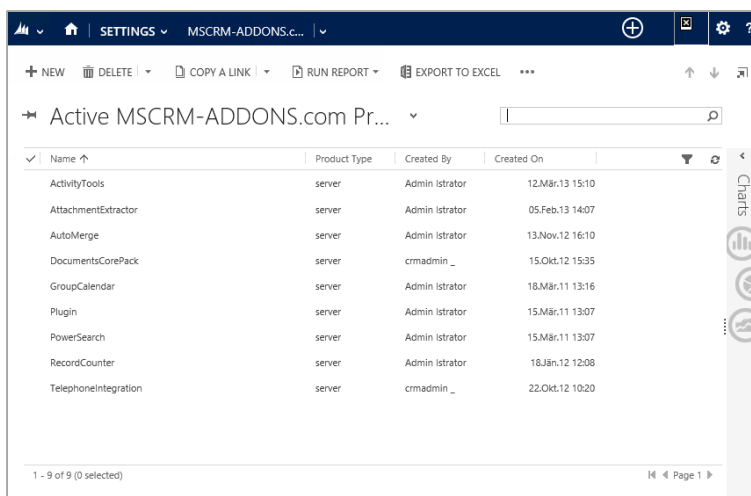 SETTINGS MSCRM-ADDONS.c...
NEW DELETE COPY A LINK RUN REPORT EXPORT TO EXCEL ...
Active MSCRM-ADDONS.com Pr...
Name Product Type Created By Created On
ActivityTools server Admin Istrator 12.Mär.13 15:10
AttachmentExtractor server Admin Istrator 05.Feb.13 14:07
AutoMerge server Admin Istrator 13.Nov.12 16:10
DocumentsCorePack server crmadmin _ 15.Okt.12 15:35
GroupCalendar server Admin Istrator 18.Mär.11 13:16
Plugin server Admin Istrator 15.Mär.11 13:07
PowerSearch server Admin Istrator 15.Mär.11 13:07
RecordCounter server Admin Istrator 18.Jän.12 12:08
TelephoneIntegration server crmadmin _ 22.Okt.12 10:20
Charts
1 - 9 of 9 (0 selected) Page 1